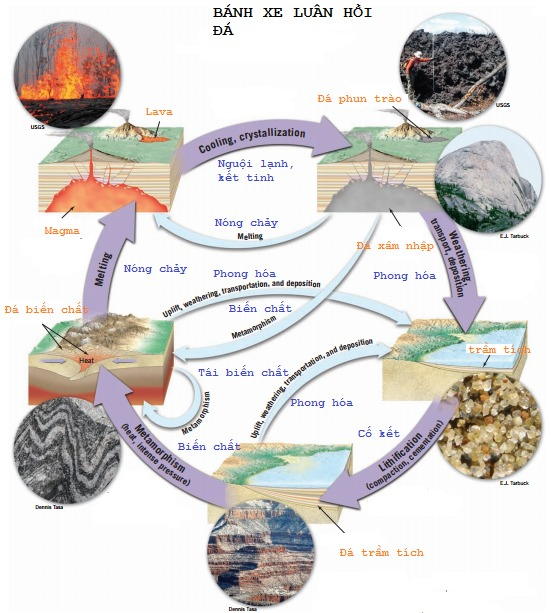 BÁNH XE LUÂN HỒI
ĐÁ
USGS
Lava
Cooling, crystallization
Nguội lạnh,
kết tinh
Đá phun trào
USGS
E.J. Tarbuck
Magma
Nóng chảy
Melting
Đá xâm nhập
Weathering,
transport, deposition
Melting
Nóng chảy
Phong hóa
Phong hóa
Uplift, weathering, transportation, and deposition
Đá biến chất
Biến chất
Metamorphism
Heat
Tái biến chất
Metamorphism
Uplift, weathering, transportation, and deposition
trầm tích
Phong hóa
Cố kết
Biến chất
Metamorphism
(heat, intense pressure)
Lithification
(compaction, cementation)
E.J. Tarbuck
Dennis Tasa
Đá trầm tích
Dennis Tasa